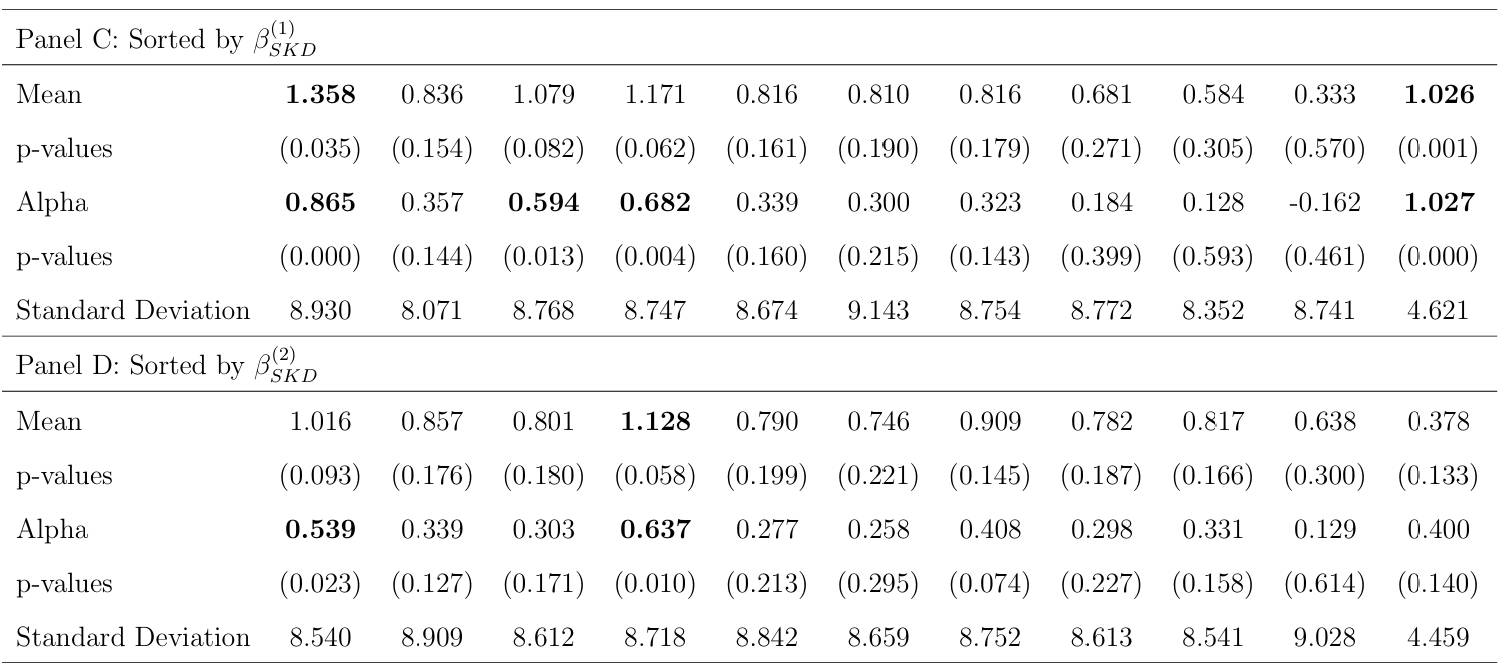 Panel C: Sorted by β_{SKD}^{(1)}
Mean 1.358 0.836 1.079 1.171 0.816 0.810 0.816 0.681 0.584 0.333 1.026
p-values (0.035) (0.154) (0.082) (0.062) (0.161) (0.190) (0.179) (0.271) (0.305) (0.570) (0.001)
Alpha 0.865 0.357 0.594 0.682 0.339 0.300 0.323 0.184 0.128 -0.162 1.027
p-values (0.000) (0.144) (0.013) (0.004) (0.160) (0.215) (0.143) (0.399) (0.593) (0.461) (0.000)
Standard Deviation 8.930 8.071 8.768 8.747 8.674 9.143 8.754 8.772 8.352 8.741 4.621
Panel D: Sorted by β_{SKD}^{(2)}
Mean 1.016 0.857 0.801 1.128 0.790 0.746 0.909 0.782 0.817 0.638 0.378
p-values (0.093) (0.176) (0.180) (0.058) (0.199) (0.221) (0.145) (0.187) (0.166) (0.300) (0.133)
Alpha 0.539 0.339 0.303 0.637 0.277 0.258 0.408 0.298 0.331 0.129 0.400
p-values (0.023) (0.127) (0.171) (0.010) (0.213) (0.295) (0.074) (0.227) (0.158) (0.614) (0.140)
Standard Deviation 8.540 8.909 8.612 8.718 8.842 8.659 8.752 8.613 8.541 9.028 4.459